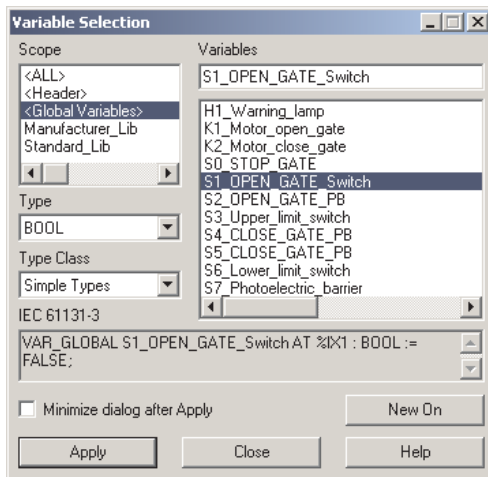 Variable Selection
Scope
<ALL>
<Header>
<Global Variables>
Manufacturer_Lib
Standard_Lib
Type
BOOL
Type Class
Simple Types
Variables
S1_OPEN_GATE_Switch
H1_Warning_lamp
K1_Motor_open_gate
K2_Motor_close_gate
S0_STOP_GATE
S1_OPEN_GATE_Switch
S2_OPEN_GATE_PB
S3_Upper_limit_switch
S4_CLOSE_GATE_PB
S5_CLOSE_GATE_PB
S6_Lower_limit_switch
S7_Photoelectric_barrier
IEC 61131-3
VAR_GLOBAL S1_OPEN_GATE_Switch AT %IX1 : BOOL :=
FALSE;
Minimize dialog after Apply
New On
Apply
Close
Help